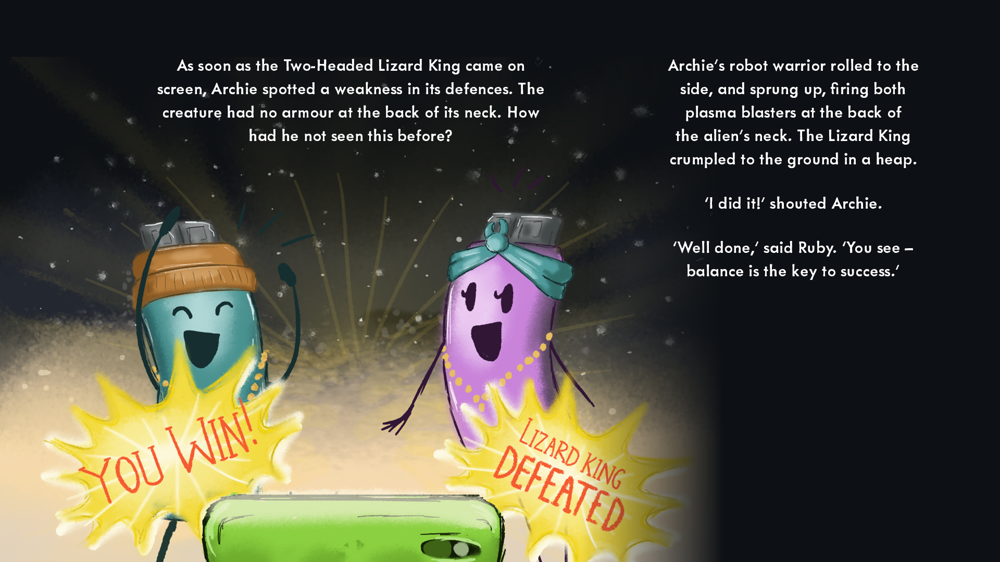 As soon as the Two-Headed Lizard King came on
screen, Archie spotted a weakness in its defences. The
creature had no armour at the back of its neck. How
had he not seen this before?
Archie's robot warrior rolled to the
side, and sprung up, firing both
plasma blasters at the back of
the alien's neck. The Lizard King
crumpled to the ground in a heap.
'I did it!' shouted Archie.
'Well done,' said Ruby. 'You see –
balance is the key to success.'
YOU WIN!
LIZARD KING
DEFEATED